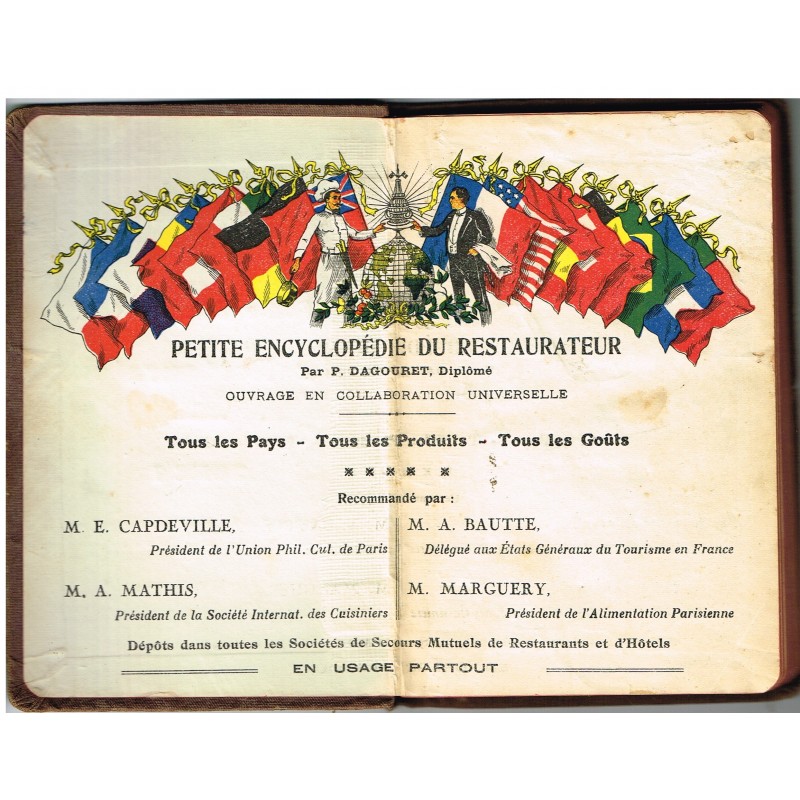 PETITE ENCYCLOPÉDIE DU RESTAURATEUR
Par P. DAGOURET, Diplômé
OUVRAGE EN COLLABORATION UNIVERSELLE
Tous les Pays - Tous les Produits - Tous les Goûts
Recommandé par :
M. E. CAPDEVILLE,
Président de l'Union Phil. Cul. de Paris
M. A. MATHIS,
Président de la Société Internat. des Cuisiniers
M. A. BAUTTE,
Délégué aux États Généraux du Tourisme en France
M. MARGUERY,
Président de l'Alimentation Parisienne
Dépôts dans toutes les Sociétés de Secours Mutuels de Restaurants et d'Hôtels
EN USAGE PARTOUT